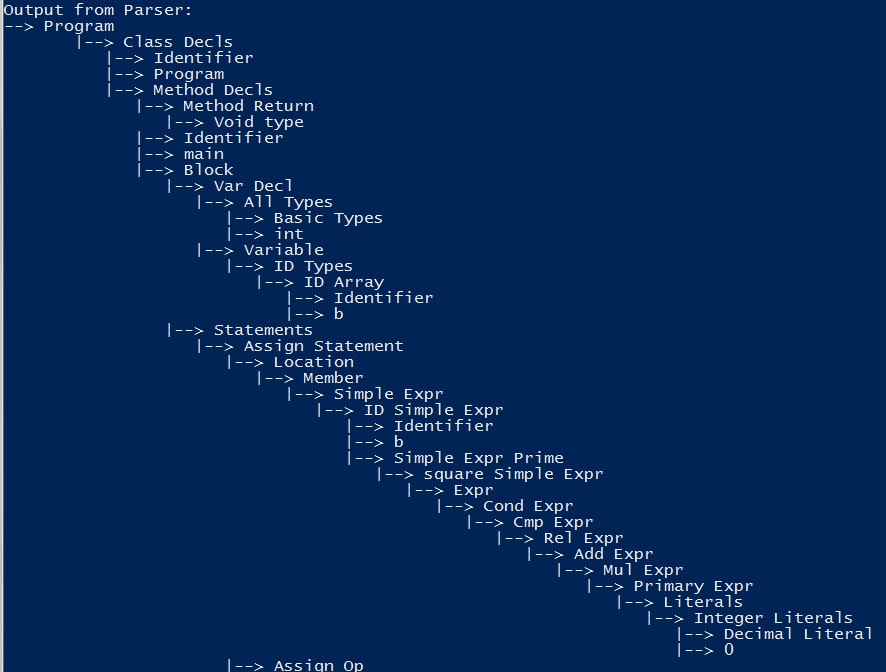 Output from Parser:
--> Program
|--> Class Decls
|--> Identifier
|--> Program
|--> Method Decls
|--> Method Return
|--> Void type
|--> Identifier
|--> main
|--> Block
|--> Var Decl
|--> All Types
|--> Basic Types
|--> int
|--> Variable
|--> ID Types
|--> ID Array
|--> Identifier
|--> b
|--> Statements
|--> Assign Statement
|--> Location
|--> Member
|--> Simple Expr
|--> ID Simple Expr
|--> Identifier
|--> b
|--> Simple Expr Prime
|--> square Simple Expr
|--> Expr
|--> Cond Expr
|--> Cmp Expr
|--> Rel Expr
|--> Add Expr
|--> Mul Expr
|--> Primary Expr
|--> Literals
|--> Integer Literals
|--> Decimal Literal
|--> 0
|--> Assign Op